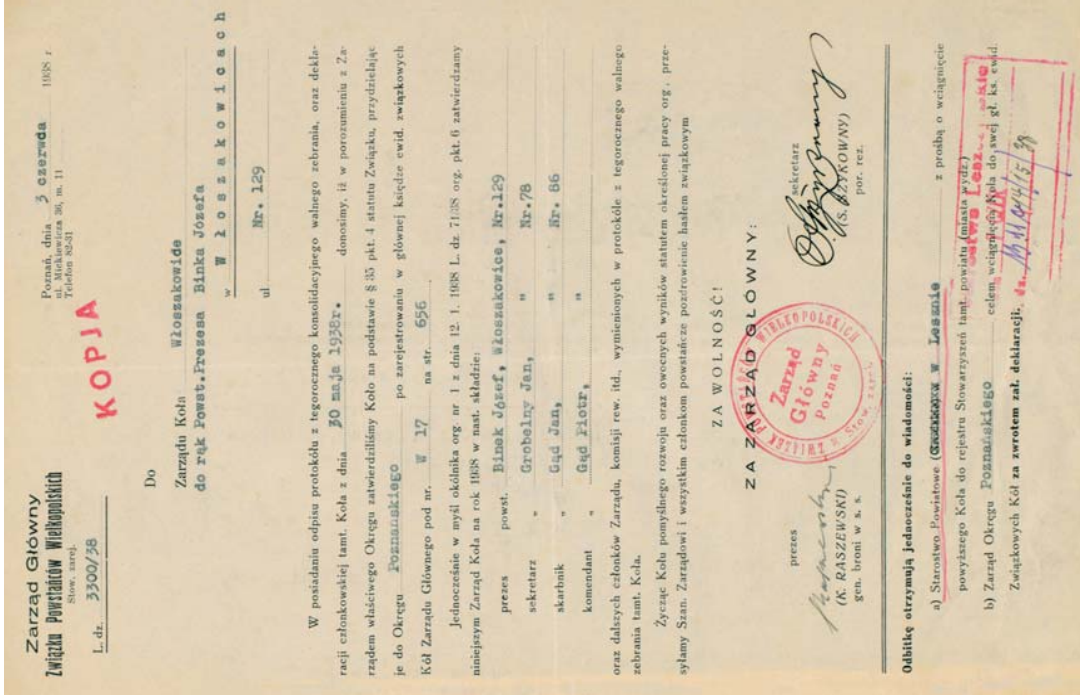 Zarząd Główny
Związku Powstańców Wielkopolskich
Stow. zarej.
L. dz. 3300/38
Poznań, dnia 3 czerwca 1938 r
ul. Mickiewicza 36, m. 11
Telefon 82-31
KOPJA
Do
Zarządu Koła Włoszakowice
do rąk Powst.Prezesa Binka Józefa
w Włoszakowicach
ul Nr. 129
W posiadaniu odpisu protokółu z tegorocznego konsolidacyjnego walnego zebrania, oraz dekla-
racji członkowskiej tamt. Koła z dnia 30 maja 1938r. donosimy, iż w porozumieniu z Za-
rządem właściwego Okręgu zatwierdziliśmy Koło na podstawie § 35 pkt. 4 statutu Związku, przydzielając
je do Okręgu Poznańskiego po zarejestrowaniu w głównej księdze ewid. związkowych
Kół Zarządu Głównego pod nr. W 17 na str. 656
Jednocześnie w myśl okólnika org. nr 1 z dnia 12. 1. 1938 L. dz. 71/38 org. pkt. 6 zatwierdzamy
niniejszym Zarząd Koła na rok 1938 w nast. składzie:
prezes powst. Binek Józef, Włoszakowice, Nr.129
sekretarz " Grobelny Jan, " Nr.78
skarbnik " Gąd Jan, " Nr. 86
komendant " Gąd Piotr, "
oraz dalszych członków Zarządu, komisji rew. itd., wymienionych w protokóle z tegorocznego walnego
zebrania tamt. Koła.
Życząc Kołu pomyślnego rozwoju oraz owocnych wyników statutem określonej pracy org., prze-
syłamy Szan. Zarządowi i wszystkim członkom powstańcze pozdrowienie hasłem związkowym
ZA WOLNOŚĆ!
ZA ZARZĄD GŁÓWNY:
prezes
(K. RASZEWSKI)
gen. broni w s. s.
ZWIĄZEK POWSTAŃCÓW WIELKOPOLSKICH
Zarząd
Główny
Poznań
Stow. zarej.
sekretarz
por. rez.
Odbitkę otrzymują jednocześnie do wiadomości:
a) Starostwo Powiatowe w Lesznie z prośbą o wciągnięcie
powyższego Koła do rejestru Stowarzyszeń tamt. powiatu (miasta wydz.)
b) Zarząd Okręgu Poznańskiego celem wciągnięcia Koła do swej gł. ks. ewid.
Związkowych Kół za zwrotem zał. deklaracji.